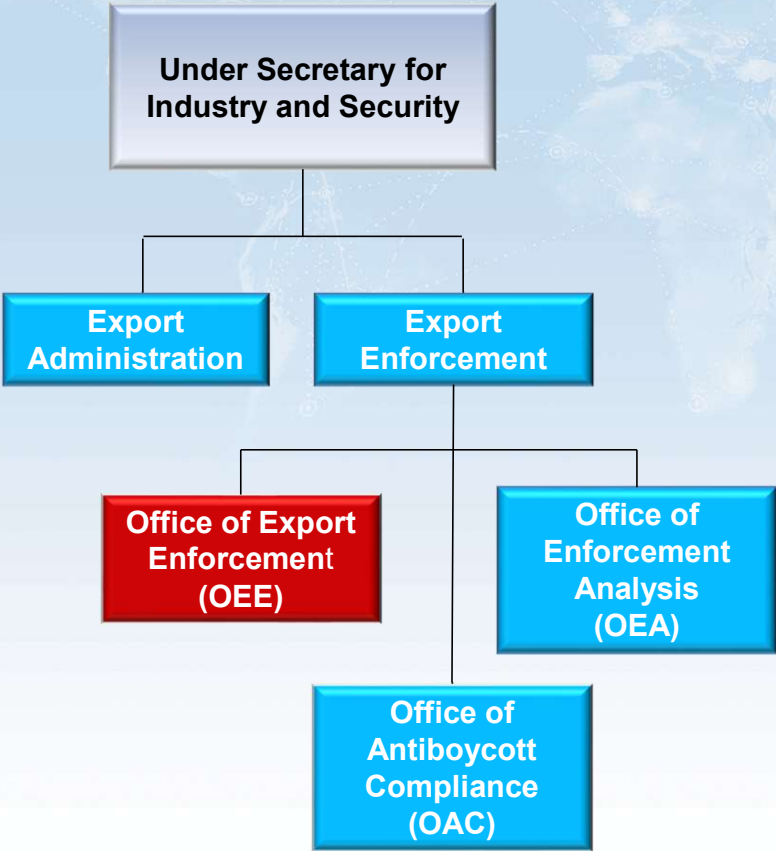 Under Secretary for
Industry and Security
Export
Administration
Export
Enforcement
Office of Export
Enforcement
(OEE)
Office of
Enforcement
Analysis
(OEA)
Office of
Antiboycott
Compliance
(OAC)